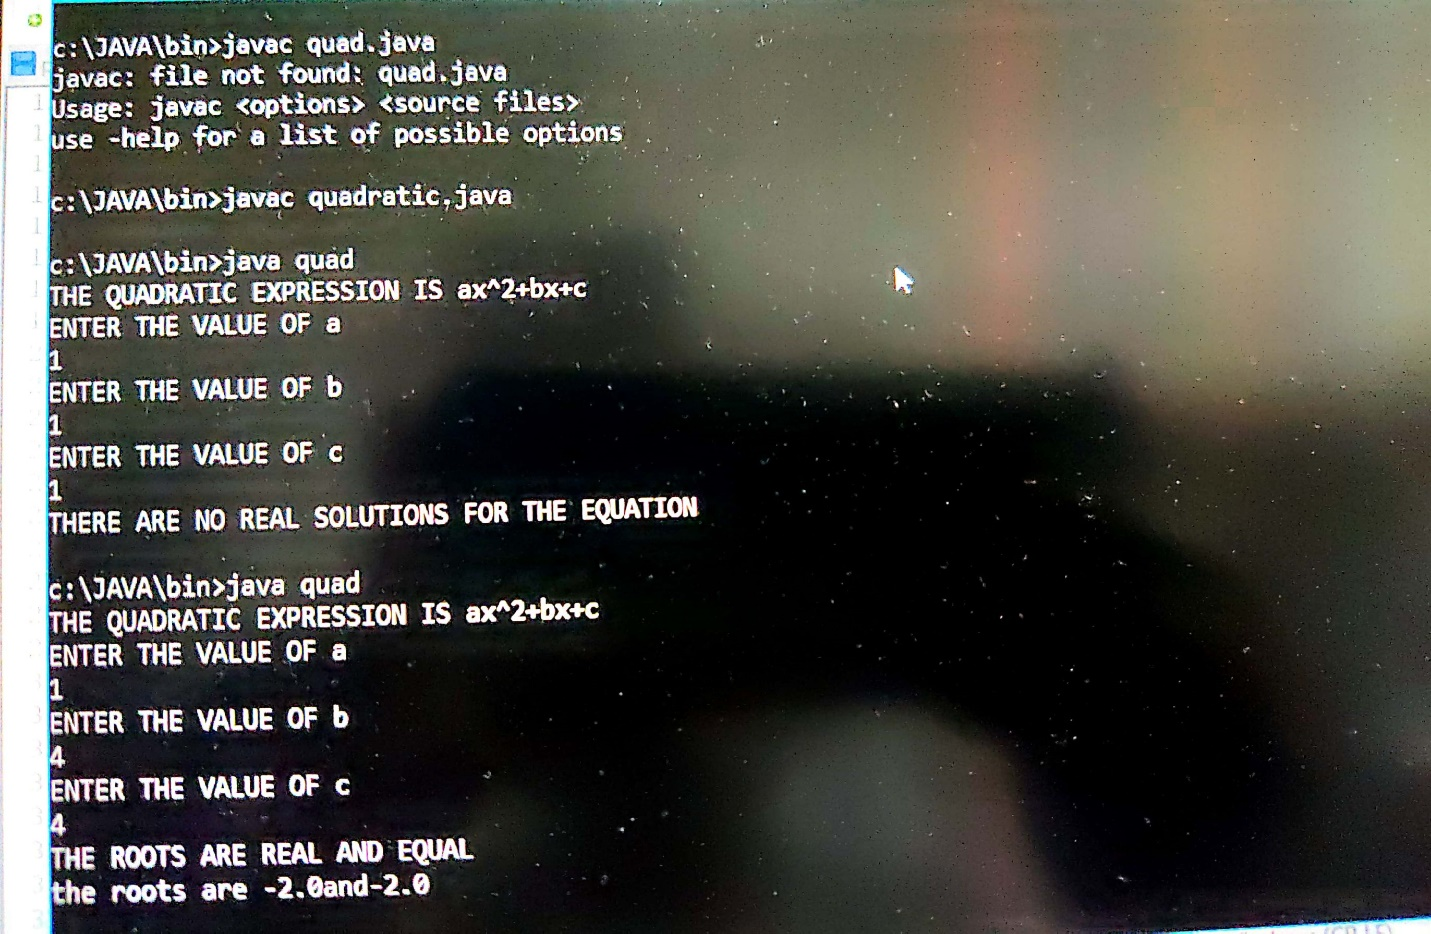 c:\JAVA\bin>javac quad.java
javac: file not found: quad.java
Usage: javac <options> <source files>
use -help for a list of possible options
c:\JAVA\bin>javac quadratic.java
c:\JAVA\bin>java quad
THE QUADRATIC EXPRESSION IS ax^2+bx+c
ENTER THE VALUE OF a
1
ENTER THE VALUE OF b
1
ENTER THE VALUE OF c
1
THERE ARE NO REAL SOLUTIONS FOR THE EQUATION
c:\JAVA\bin>java quad
THE QUADRATIC EXPRESSION IS ax^2+bx+c
ENTER THE VALUE OF a
1
ENTER THE VALUE OF b
4
ENTER THE VALUE OF c
4
THE ROOTS ARE REAL AND EQUAL
the roots are -2.0and-2.0